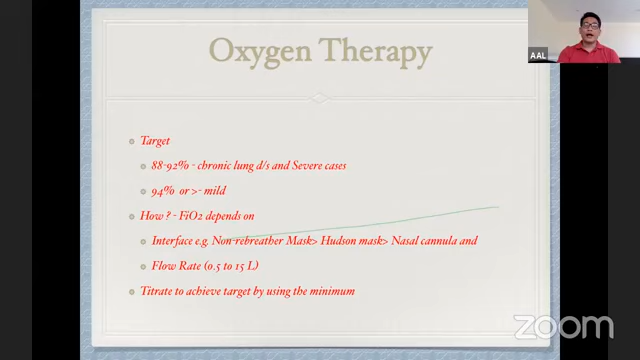 Oxygen Therapy
AAL
Target
88-92% - chronic lung d/s and Severe cases
94% or >- mild
How ? - FiO2 depends on
Interface e.g. Non-rebreather Mask> Hudson mask> Nasal cannula and
Flow Rate (0.5 to 15 L)
Titrate to achieve target by using the minimum
zoom